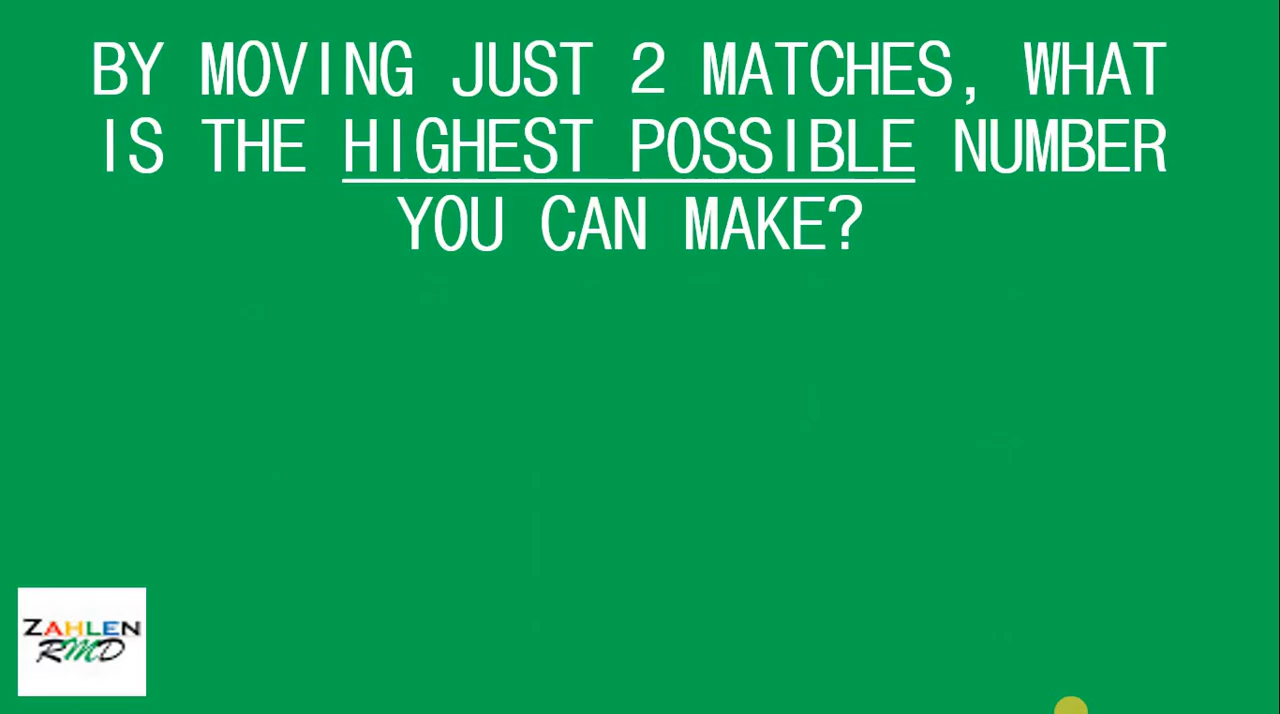 BY MOVING JUST 2 MATCHES, WHAT
IS THE HIGHEST POSSIBLE NUMBER
YOU CAN MAKE?
ZAHLEN
RMD